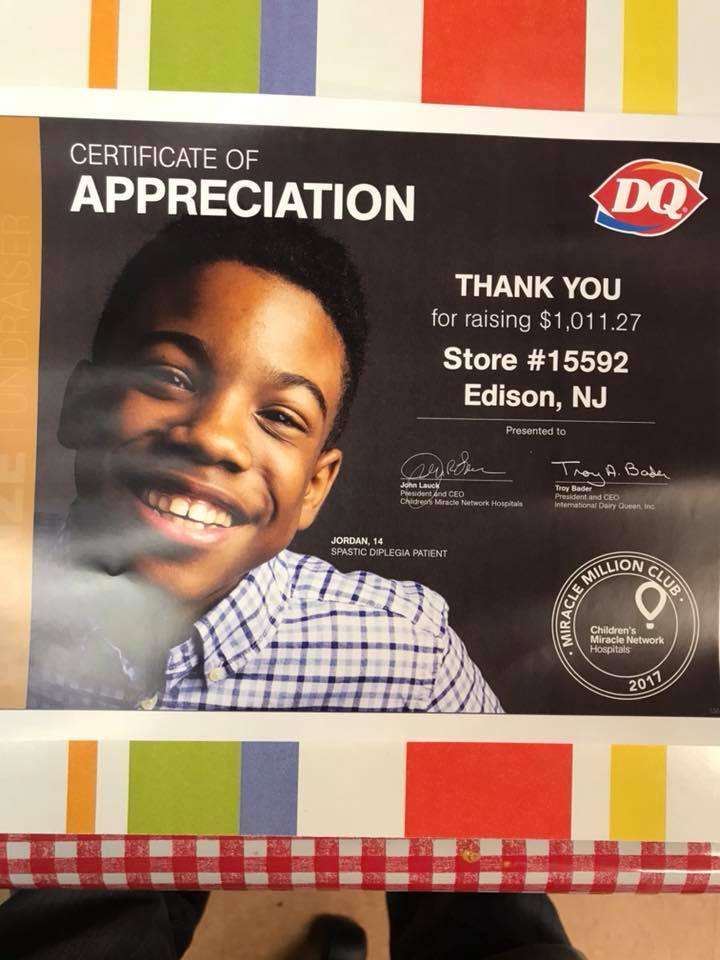 CERTIFICATE OF
APPRECIATION
DQ
THANK YOU
for raising $1,011.27
Store #15592
Edison, NJ
Presented to
Troy A. Bader
John Lauck
President and CEO
Children's Miracle Network Hospitals
Troy Bader
President and CEO
International Dairy Queen, Inc.
JORDAN, 14
SPASTIC DIPLEGIA PATIENT
MIRACLE MILLION CLUB
Children's
Miracle Network
Hospitals
2017
FUNDRAISER